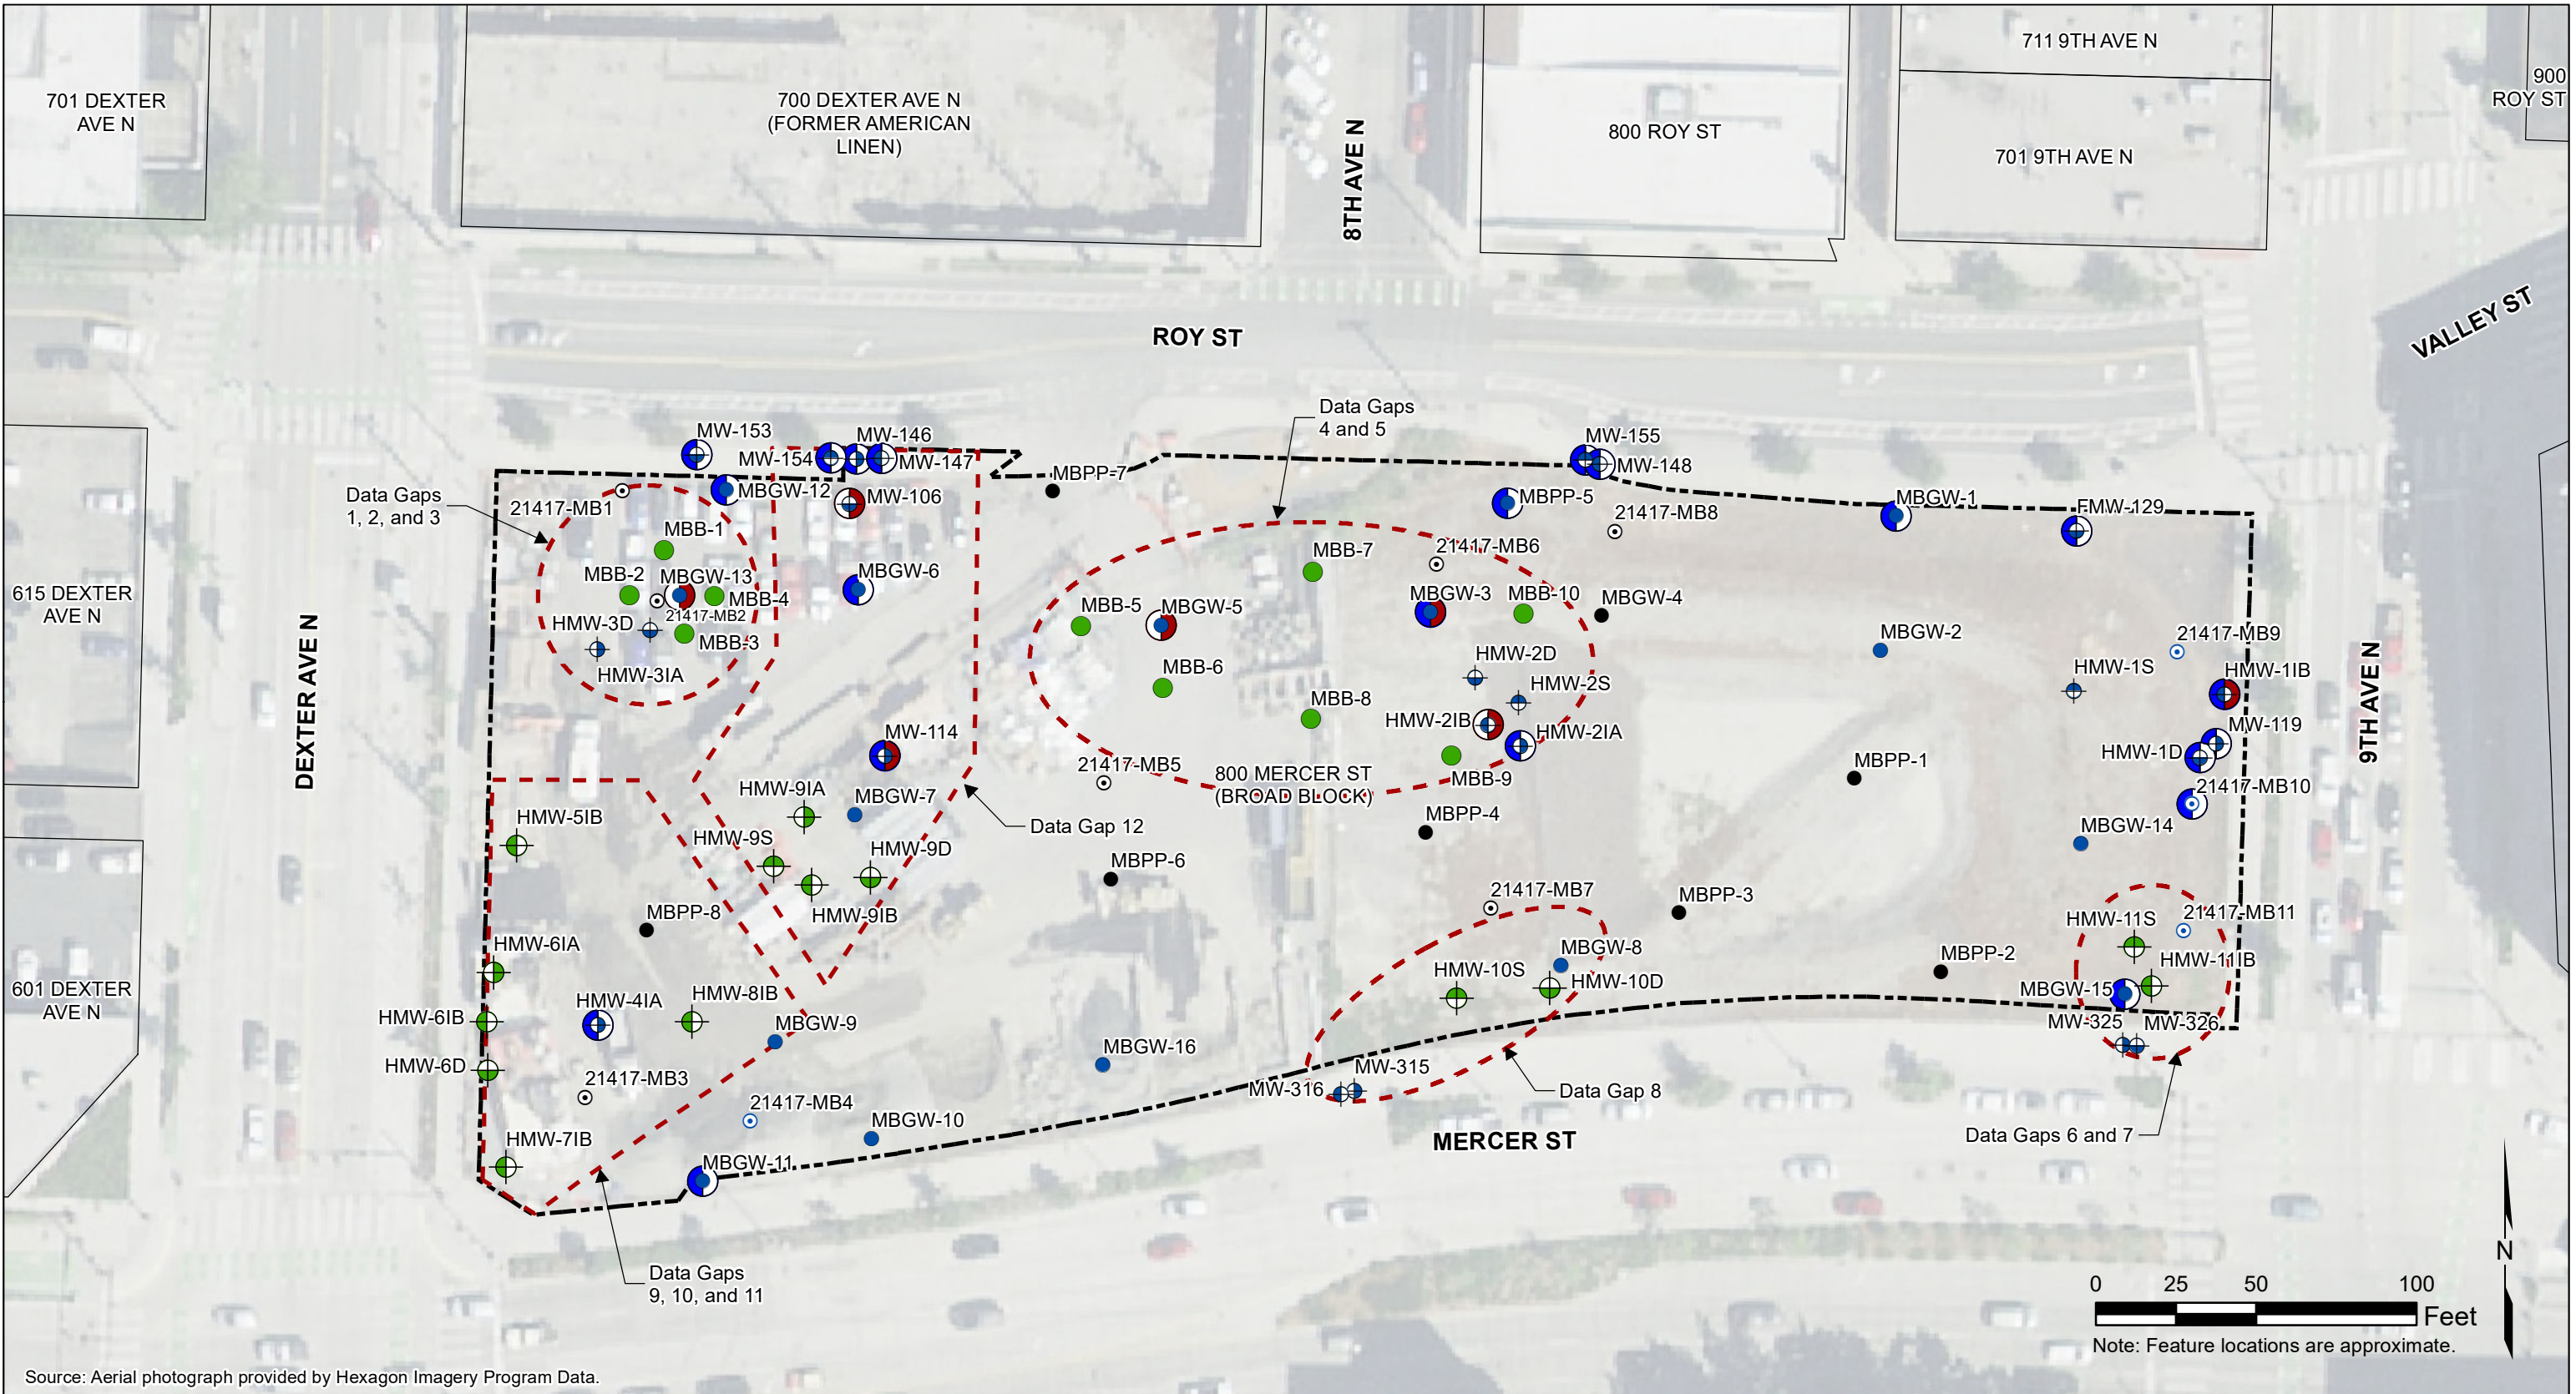 701 DEXTER
AVE N
700 DEXTER AVE N
(FORMER AMERICAN
LINEN)
8TH AVE N
800 ROY ST
711 9TH AVE N
701 9TH AVE N
900
ROY ST
VALLEY ST
ROY ST
Data Gaps
4 and 5
MW-153
MW-154
MW-146
MW-147
MW-155
MW-148
Data Gaps
1, 2, and 3
21417-MB1
MBGW-12
MW-106
MBPP-7
MBPP-5
21417-MB8
MBGW-1
FMW-129
MBB-1
MBB-2
MBGW-13
MBB-4
21417-MB2
HMW-3D
MBB-3
HMW-3IA
MBGW-6
MBB-7
21417-MB6
MBB-5
MBGW-5
MBGW-3
MBB-10
MBGW-4
MBGW-2
21417-MB9
615 DEXTER
AVE N
DEXTER AVE N
MBB-6
MBB-8
HMW-2D
HMW-2S
HMW-2IB
HMW-2IA
MBB-9
HMW-1S
HMW-1IB
MW-119
HMW-1D
21417-MB10
9TH AVE N
MW-114
21417-MB5
800 MERCER ST
(BROAD BLOCK)
MBPP-1
HMW-9IA
MBGW-7
Data Gap 12
MBPP-4
MBGW-14
HMW-5IB
HMW-9S
HMW-9D
HMW-9IB
MBPP-6
21417-MB7
MBPP-3
MBPP-8
HMW-11S
21417-MB11
HMW-11IB
MBGW-15
MW-325
MW-326
HMW-6IA
MBGW-8
HMW-10S
HMW-10D
MBPP-2
601 DEXTER
AVE N
HMW-6IB
HMW-4IA
HMW-8IB
MBGW-9
HMW-6D
21417-MB3
MBGW-16
MW-315
MW-316
Data Gap 8
21417-MB4
MBGW-10
HMW-7IB
MBGW-11
MERCER ST
Data Gaps 6 and 7
Data Gaps
9, 10, and 11
N
0 25 50 100
Feet
Note: Feature locations are approximate.
Source: Aerial photograph provided by Hexagon Imagery Program Data.